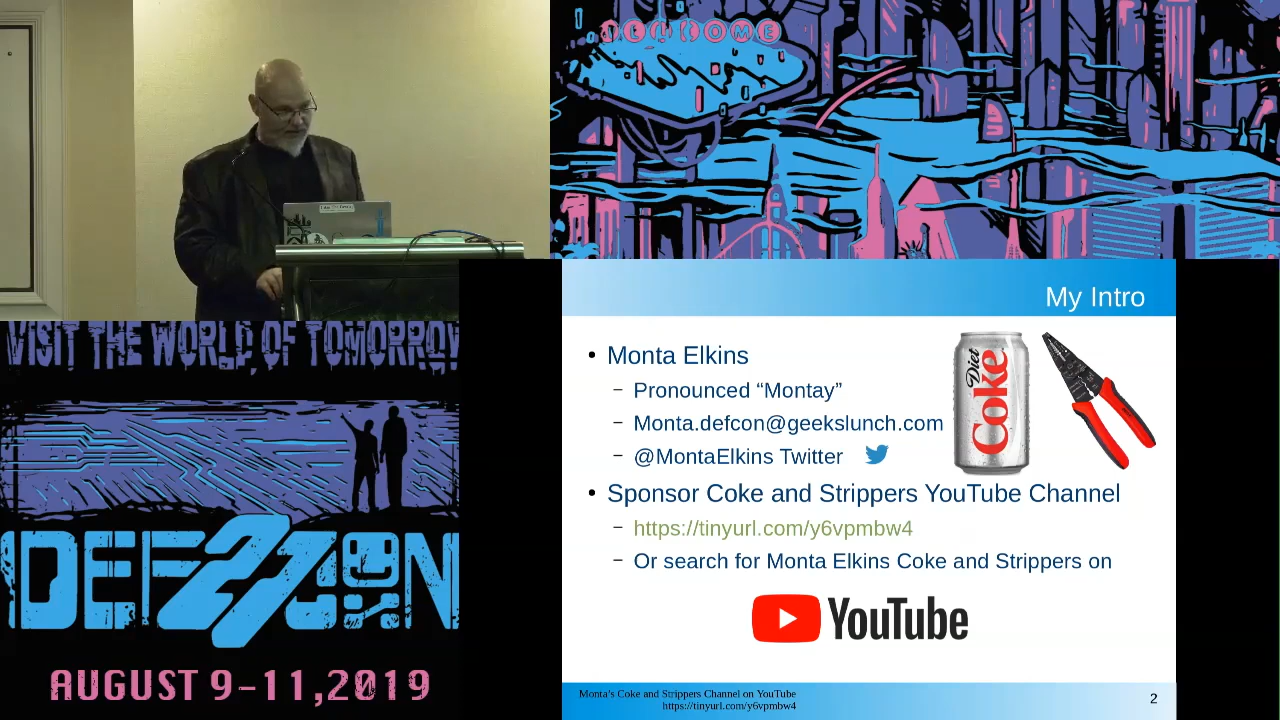 WELCOME
My Intro
• Monta Elkins
– Pronounced “Montay”
– Monta.defcon@geekslunch.com
– @MontaElkins Twitter
Diet
Coke
• Sponsor Coke and Strippers YouTube Channel
– https://tinyurl.com/y6vpmbw4
– Or search for Monta Elkins Coke and Strippers on
YouTube
Monta's Coke and Strippers Channel on YouTube
https://tinyurl.com/y6vpmbw4
2
VISIT THE WORLD OF TOMORROW
DEF 27 CON
AUGUST 9-11,2019